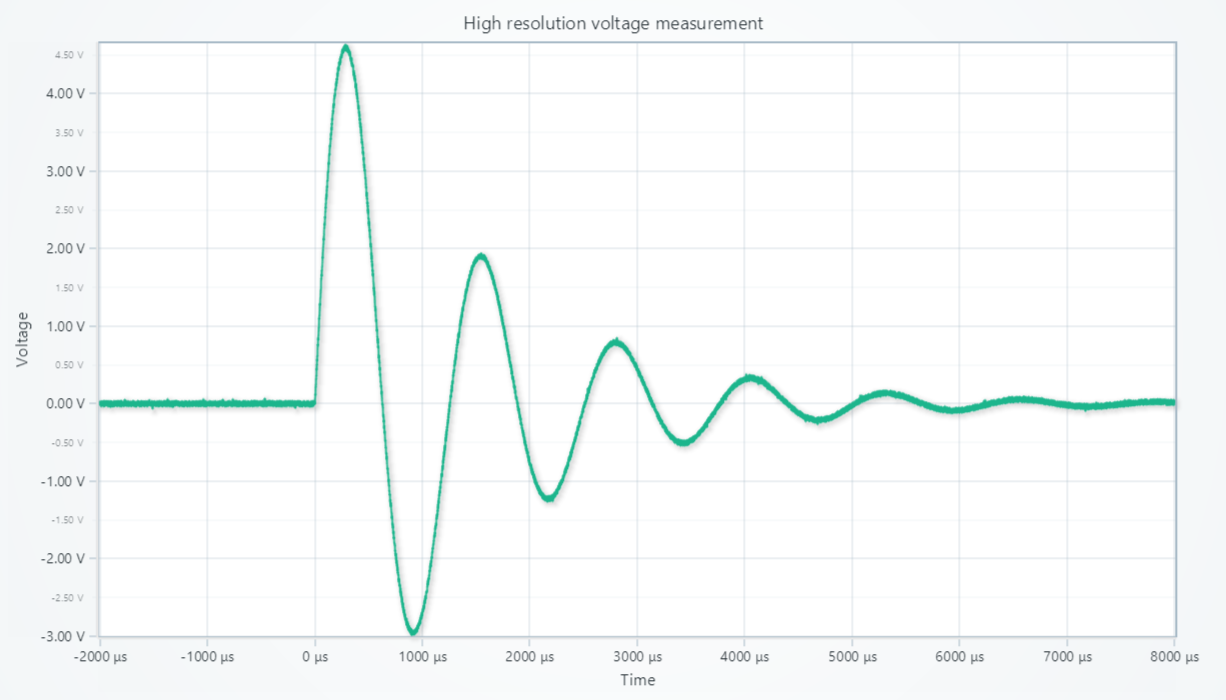 High resolution voltage measurement
4.50 V
4.00 V
3.50 V
3.00 V
2.50 V
2.00 V
1.50 V
1.00 V
0.50 V
0.00 V
-0.50 V
-1.00 V
-1.50 V
-2.00 V
-2.50 V
-3.00 V
Voltage
-2000 µs -1000 µs 0 µs 1000 µs 2000 µs 3000 µs 4000 µs 5000 µs 6000 µs 7000 µs 8000 µs
Time